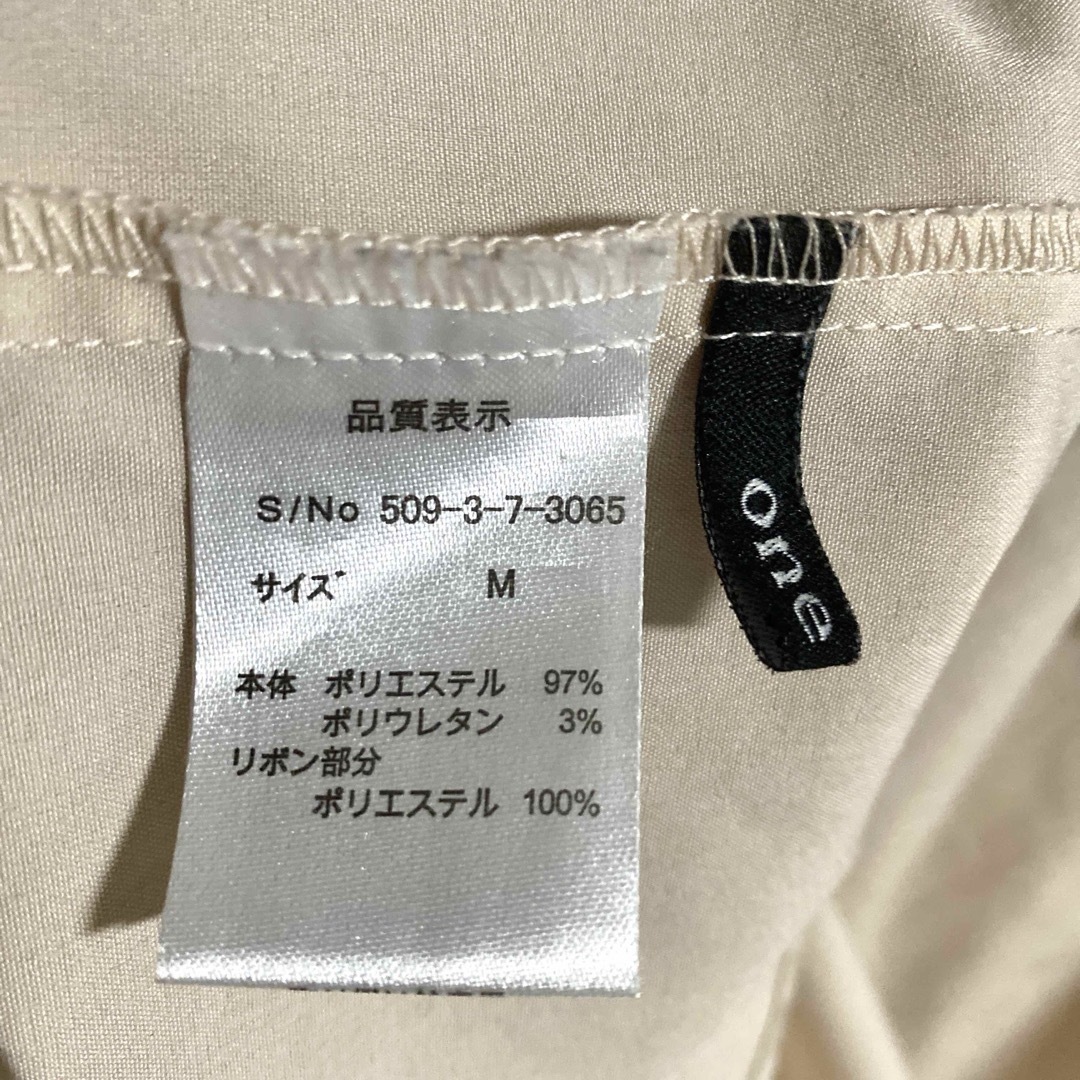 品質表示
S/No 509-3-7-3065
サイズ M
本体 ポリエステル 97%
ポリウレタン 3%
リボン部分
ポリエステル 100%
one